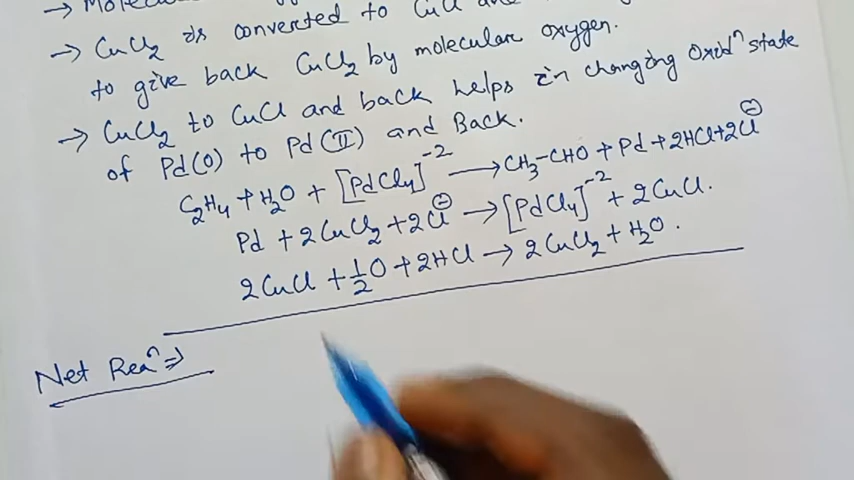 → Molecul
→ CuCl₂ is converted to CuCl and
to give back CuCl₂ by molecular oxygen.
→ CuCl₂ to CuCl and back helps in changing Oxidⁿ state
of Pd(0) to Pd(II) and Back.
C₂H₄ + H₂O + [PdCl₄]⁻² → CH₃-CHO + Pd + 2HCl + 2Cl⊖
Pd + 2CuCl₂ + 2Cl⊖ → [PdCl₄]⁻² + 2CuCl.
2CuCl + ½O + 2HCl → 2CuCl₂ + H₂O.
Net Reaⁿ ⇒